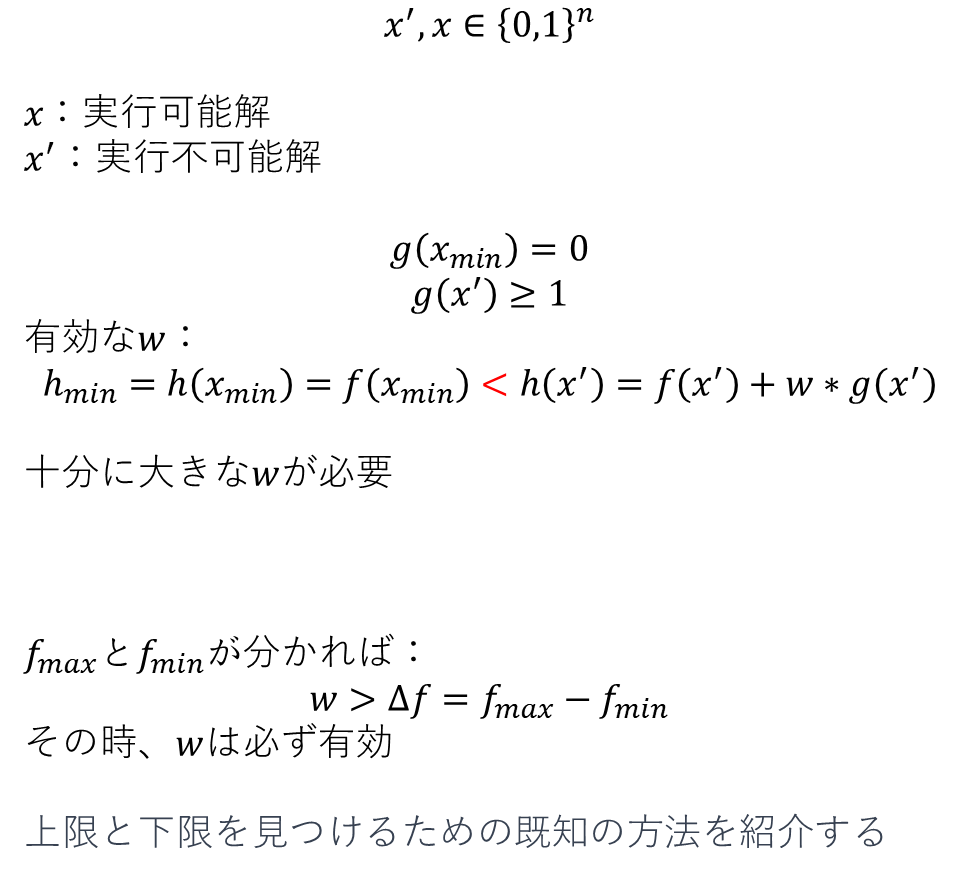 x′, x ∈ {0,1}ⁿ
x：実行可能解
x′：実行不可能解
g(x_min) = 0
g(x′) ≥ 1
有効なw：
h_min = h(x_min) = f(x_min) < h(x′) = f(x′) + w ∗ g(x′)
十分に大きなwが必要
f_maxとf_minが分かれば：
w > Δf = f_max − f_min
その時、wは必ず有効
上限と下限を見つけるための既知の方法を紹介する